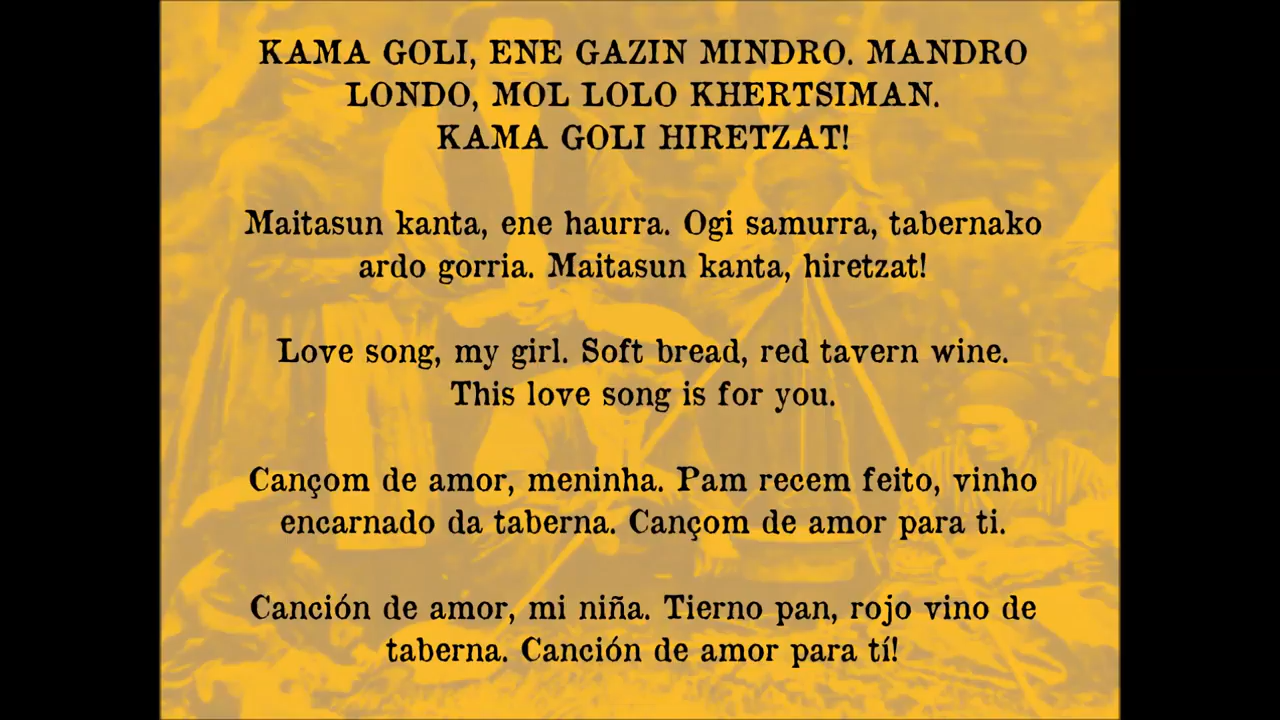 KAMA GOLI, ENE GAZIN MINDRO. MANDRO
LONDO, MOL LOLO KHERTSIMAN.
KAMA GOLI HIRETZAT!
Maitasun kanta, ene haurra. Ogi samurra, tabernako
ardo gorria. Maitasun kanta, hiretzat!
Love song, my girl. Soft bread, red tavern wine.
This love song is for you.
Cançom de amor, meninha. Pam recem feito, vinho
encarnado da taberna. Cançom de amor para ti.
Canción de amor, mi niña. Tierno pan, rojo vino de
taberna. Canción de amor para tí!